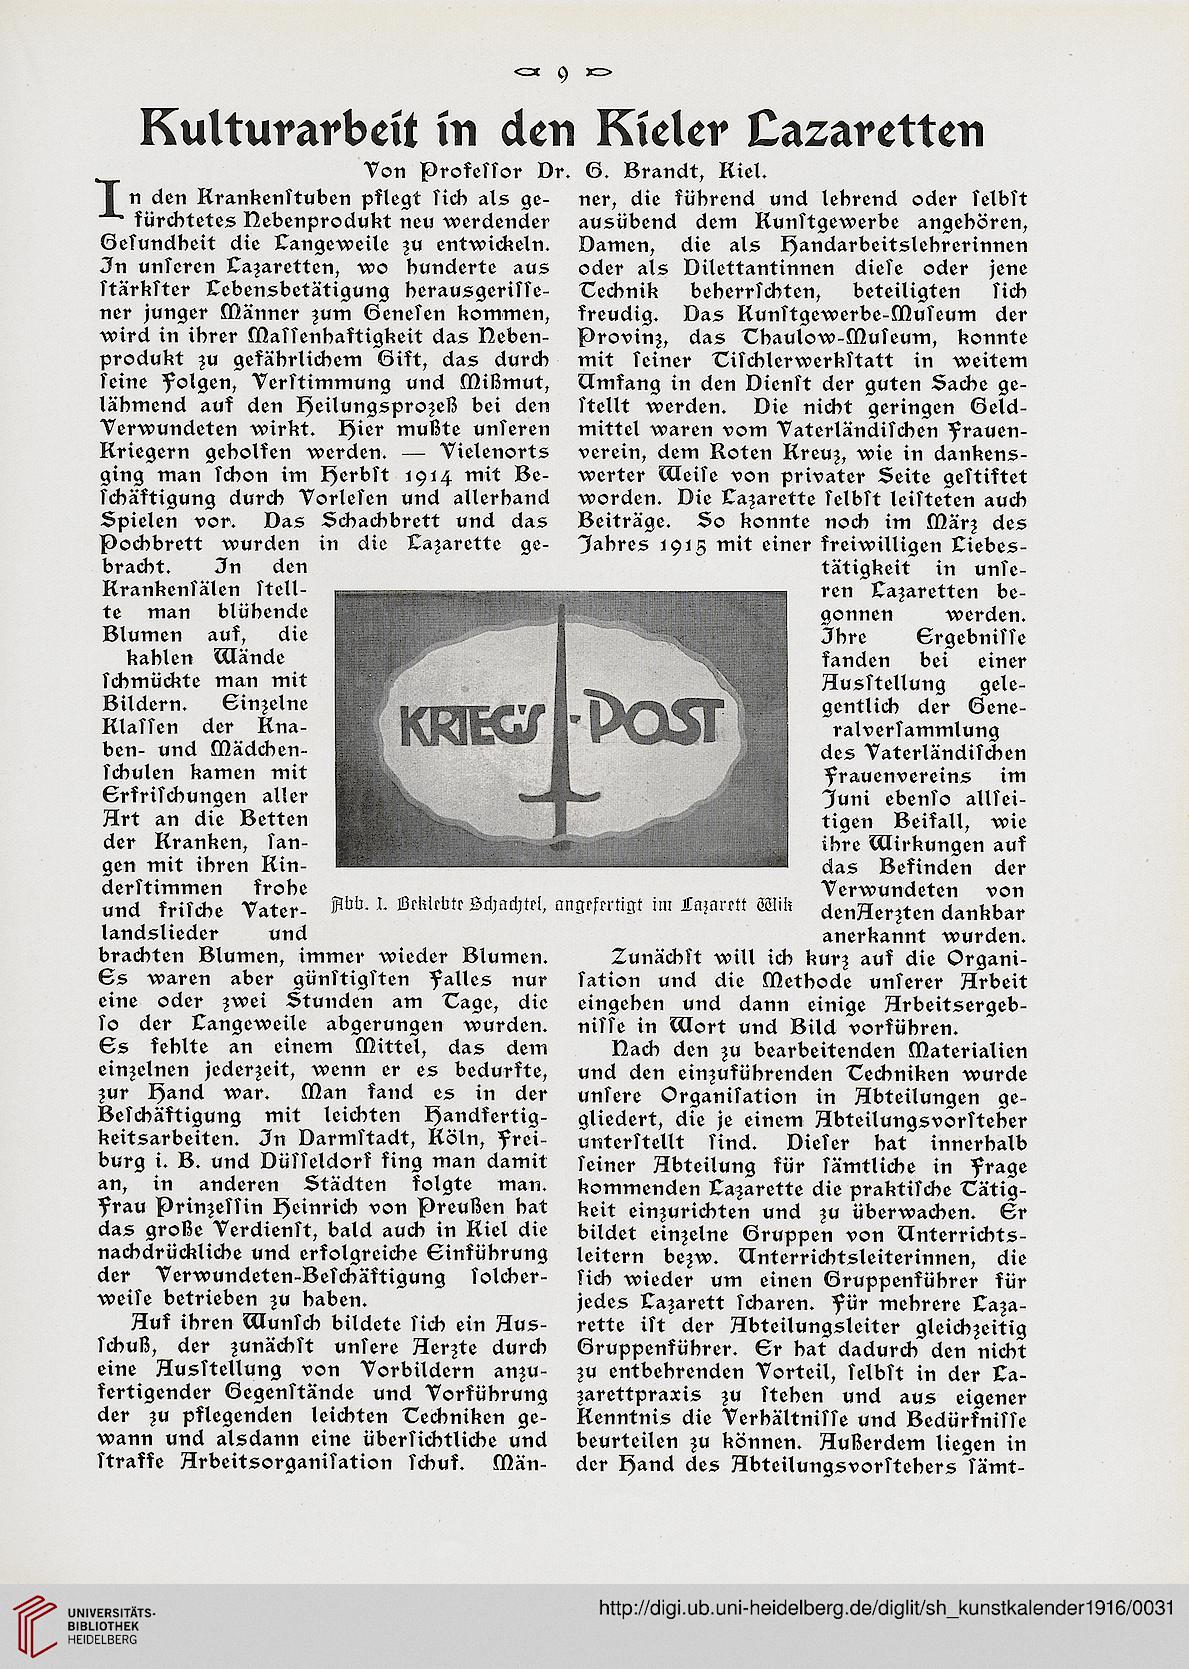 9
Kulturarbeit in den Kieler Lazaretten
Von Professor Dr. G. Brandt, Kiel.
In den Krankenstuben pflegt sich als ge-
fürchtetes Nebenprodukt neu werdender
Gesundheit die Langeweile zu entwickeln.
In unseren Lazaretten, wo hunderte aus
stärkster Lebensbetätigung herausgerisse-
ner junger Männer zum Genesen kommen,
wird in ihrer Massenhaftigkeit das Neben-
produkt zu gefährlichem Gift, das durch
seine Folgen, Verstimmung und Mißmut,
lähmend auf den Heilungsprozeß bei den
Verwundeten wirkt. Hier mußte unseren
Kriegern geholfen werden. — Vielenorts
ging man schon im Herbst 1914 mit Be-
schäftigung durch Vorlesen und allerhand
Spielen vor. Das Schachbrett und das
Pochbrett wurden in die Lazarette ge-
bracht. In den
Krankensälen stell-
te man blühende
Blumen auf, die
kahlen Wände
schmückte man mit
Bildern. Einzelne
Klassen der Kna-
ben- und Mädchen-
schulen kamen mit
Erfrischungen aller
Art an die Betten
der Kranken, san-
gen mit ihren Kin-
derstimmen frohe
und frische Vater-
landslieder und
brachten Blumen, immer wieder Blumen.
Es waren aber günstigsten Falles nur
eine oder zwei Stunden am Tage, die
so der Langeweile abgerungen wurden.
Es fehlte an einem Mittel, das dem
einzelnen jederzeit, wenn er es bedurfte,
zur Hand war. Man fand es in der
Beschäftigung mit leichten Handfertig-
keitsarbeiten. In Darmstadt, Köln, Frei-
burg i. B. und Düsseldorf fing man damit
an, in anderen Städten folgte man.
Frau Prinzessin Heinrich von Preußen hat
das große Verdienst, bald auch in Kiel die
nachdrückliche und erfolgreiche Einführung
der Verwundeten-Beschäftigung solcher-
weise betrieben zu haben.
Auf ihren Wunsch bildete sich ein Aus-
schuß, der zunächst unsere Aerzte durch
eine Ausstellung von Vorbildern anzu-
fertigender Gegenstände und Vorführung
der zu pflegenden leichten Techniken ge-
wann und alsdann eine übersichtliche und
straffe Arbeitsorganisation schuf. Män-
KRIEGS-POST
Abb. 1. Beklebte Schachtel, angefertigt im Lazarett Wik
ner, die führend und lehrend oder selbst
ausübend dem Kunstgewerbe angehören,
Damen, die als Handarbeitslehrerinnen
oder als Dilettantinnen diese oder jene
Technik beherrschten, beteiligten sich
freudig. Das Kunstgewerbe-Museum der
Provinz, das Thaulow-Museum, konnte
mit seiner Tischlerwerkstatt in weitem
Umfang in den Dienst der guten Sache ge-
stellt werden. Die nicht geringen Geld-
mittel waren vom Vaterländischen Frauen-
verein, dem Roten Kreuz, wie in dankens-
werter Weise von privater Seite gestiftet
worden. Die Lazarette selbst leisteten auch
Beiträge. So konnte noch im März des
Jahres 1915 mit einer freiwilligen Liebes-
tätigkeit in unse-
ren Lazaretten be-
gonnen werden.
Ihre Ergebnisse
fanden bei einer
Ausstellung gele-
gentlich der Gene-
ralversammlung
des Vaterländischen
Frauenvereins im
Juni ebenso allsei-
tigen Beifall, wie
ihre Wirkungen auf
das Befinden der
Verwundeten von
denAerzten dankbar
anerkannt wurden.
Zunächst will ich kurz auf die Organi-
sation und die Methode unserer Arbeit
eingehen und dann einige Arbeitsergeb-
nisse in Wort und Bild vorführen.
Nach den zu bearbeitenden Materialien
und den einzuführenden Techniken wurde
unsere Organisation in Abteilungen ge-
gliedert, die je einem Abteilungsvorsteher
unterstellt sind. Dieser hat innerhalb
seiner Abteilung für sämtliche in Frage
kommenden Lazarette die praktische Tätig-
keit einzurichten und zu überwachen. Er
bildet einzelne Gruppen von Unterrichts-
leitern bezw. Unterrichtsleiterinnen, die
sich wieder um einen Gruppenführer für
jedes Lazarett scharen. Für mehrere Laza-
rette ist der Abteilungsleiter gleichzeitig
Gruppenführer. Er hat dadurch den nicht
zu entbehrenden Vorteil, selbst in der La-
zarettpraxis zu stehen und aus eigener
Kenntnis die Verhältnisse und Bedürfnisse
beurteilen zu können. Außerdem liegen in
der Hand des Abteilungsvorstehers sämt-
UNIVERSITÄTS-
BIBLIOTHEK
HEIDELBERG
http://digi.ub.uni-heidelberg.de/diglit/sh_kunstkalender1916/0031